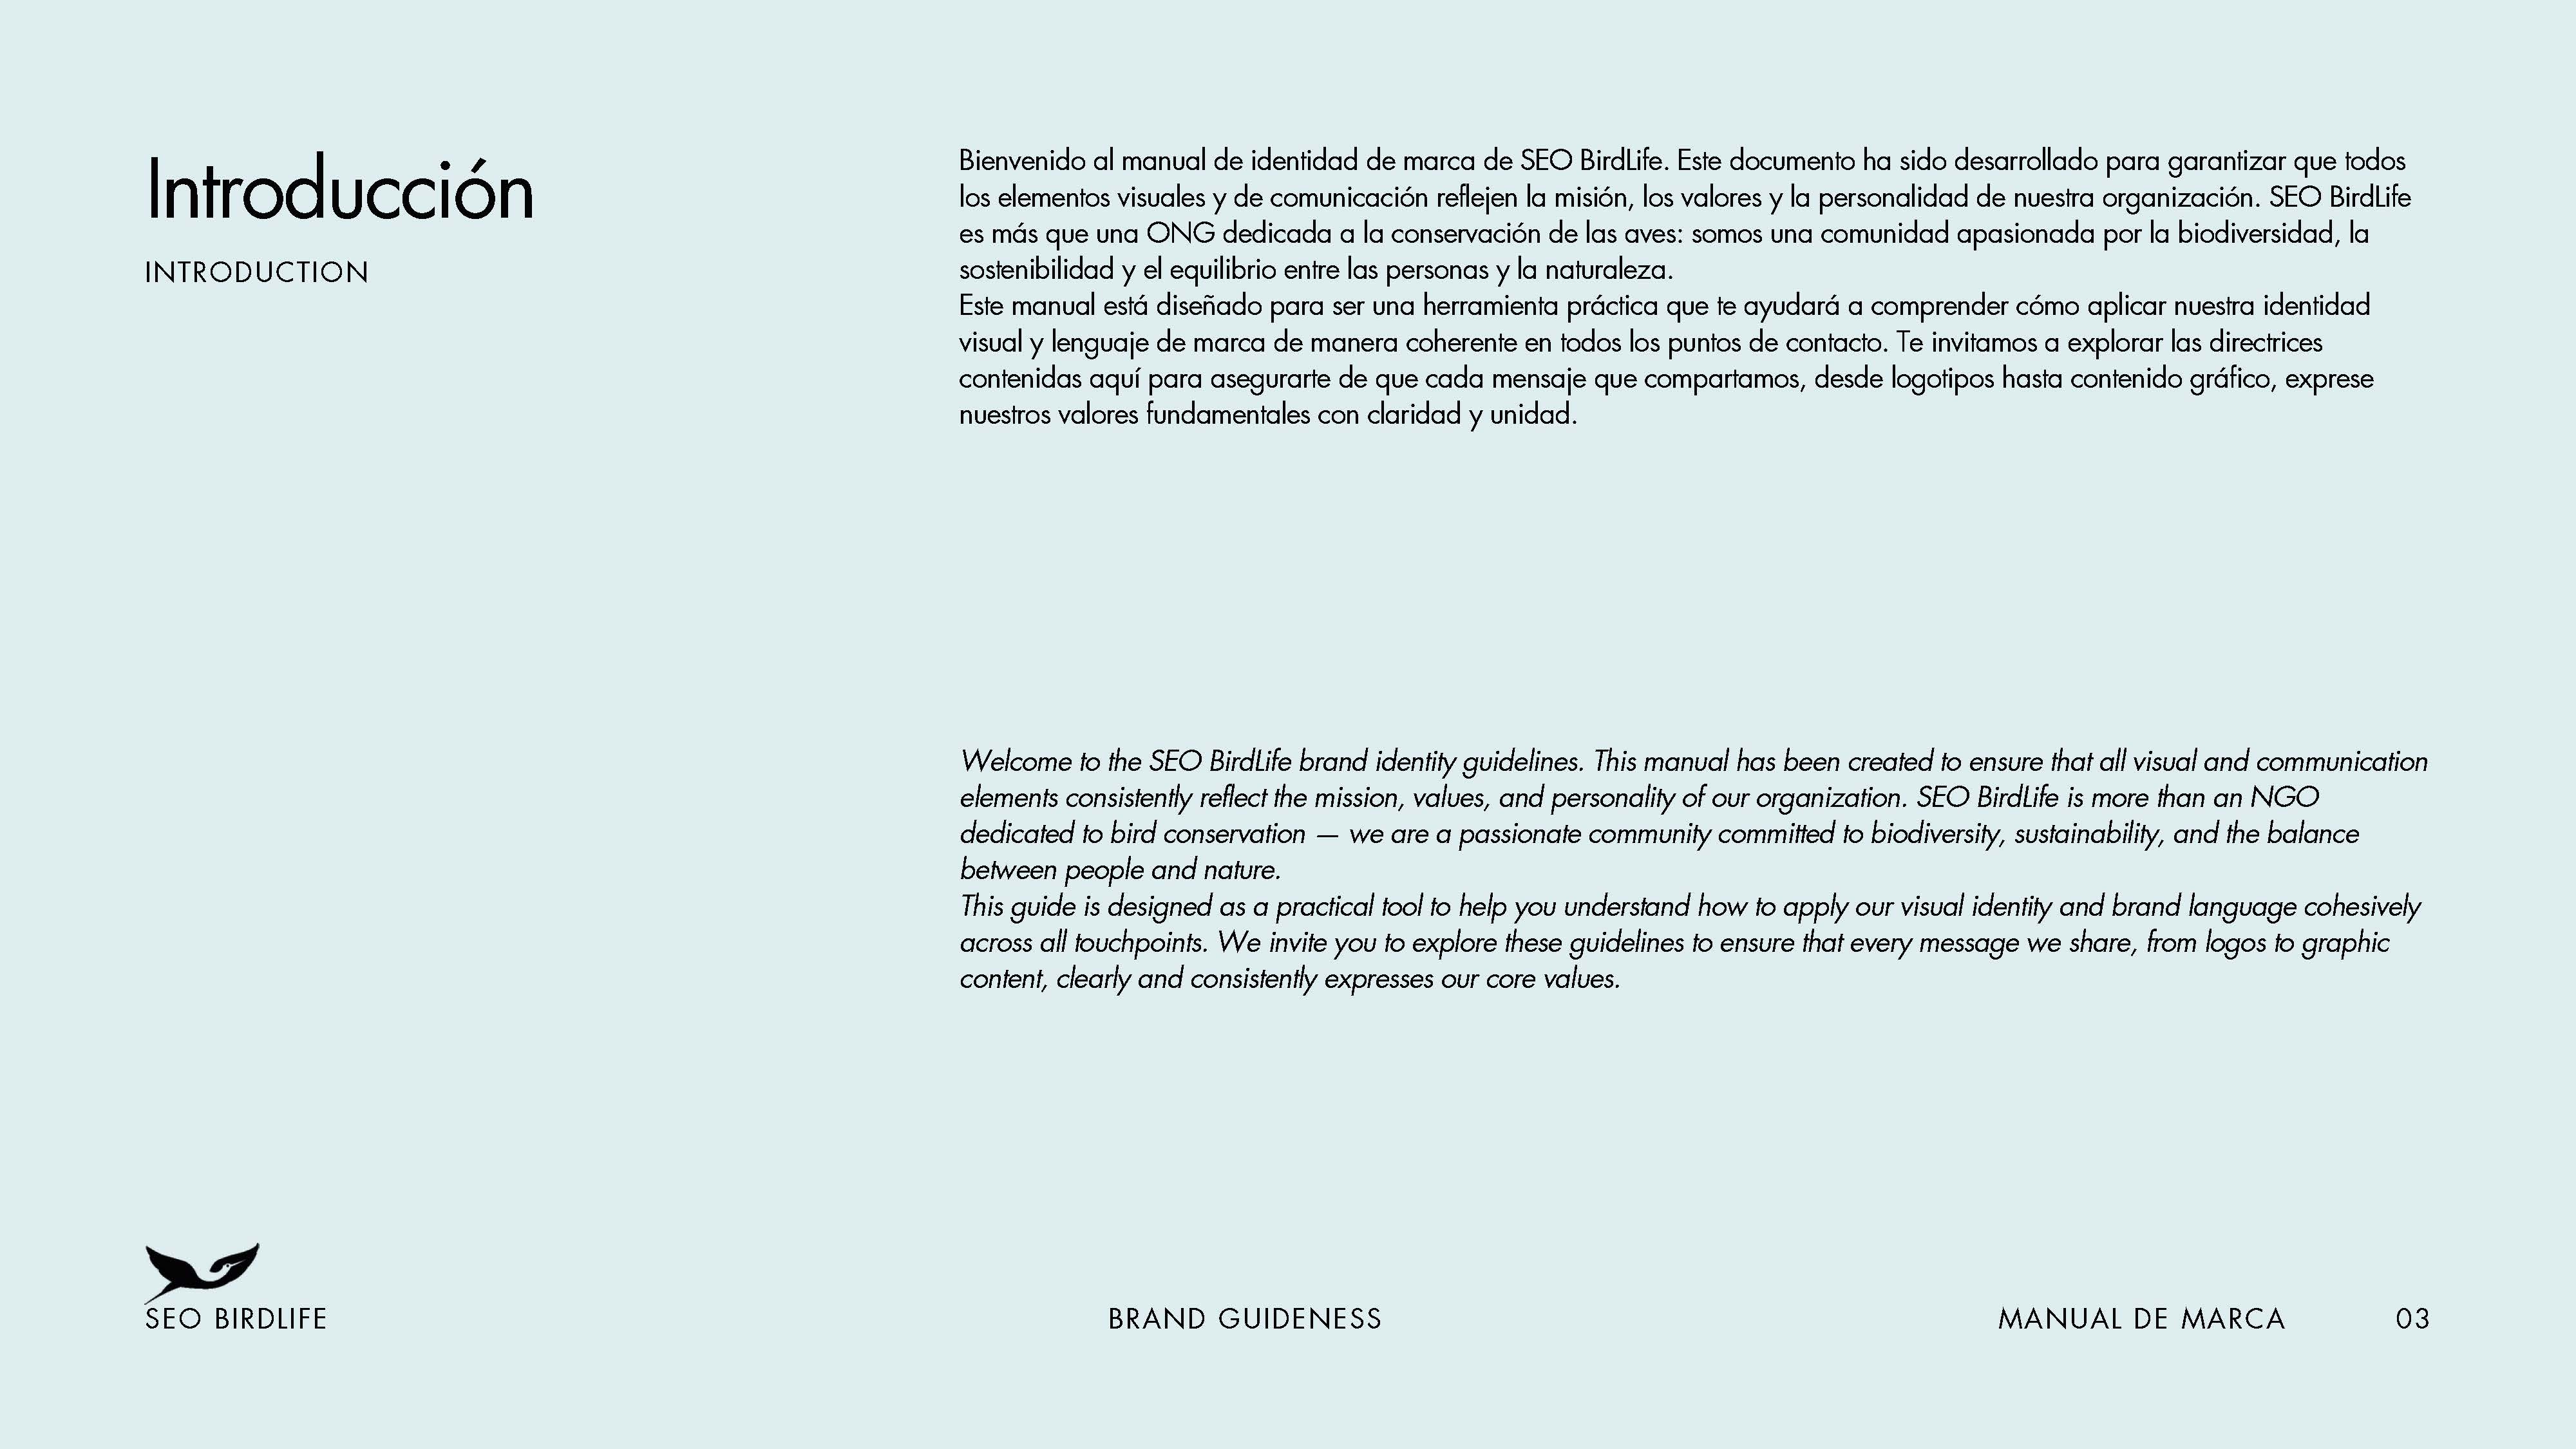 Introducción
INTRODUCTION
Bienvenido al manual de identidad de marca de SEO BirdLife. Este documento ha sido desarrollado para garantizar que todos
los elementos visuales y de comunicación reflejen la misión, los valores y la personalidad de nuestra organización. SEO BirdLife
es más que una ONG dedicada a la conservación de las aves: somos una comunidad apasionada por la biodiversidad, la
sostenibilidad y el equilibrio entre las personas y la naturaleza.
Este manual está diseñado para ser una herramienta práctica que te ayudará a comprender cómo aplicar nuestra identidad
visual y lenguaje de marca de manera coherente en todos los puntos de contacto. Te invitamos a explorar las directrices
contenidas aquí para asegurarte de que cada mensaje que compartamos, desde logotipos hasta contenido gráfico, exprese
nuestros valores fundamentales con claridad y unidad.
Welcome to the SEO BirdLife brand identity guidelines. This manual has been created to ensure that all visual and communication
elements consistently reflect the mission, values, and personality of our organization. SEO BirdLife is more than an NGO
dedicated to bird conservation — we are a passionate community committed to biodiversity, sustainability, and the balance
between people and nature.
This guide is designed as a practical tool to help you understand how to apply our visual identity and brand language cohesively
across all touchpoints. We invite you to explore these guidelines to ensure that every message we share, from logos to graphic
content, clearly and consistently expresses our core values.
SEO BIRDLIFE
BRAND GUIDENESS
MANUAL DE MARCA
03